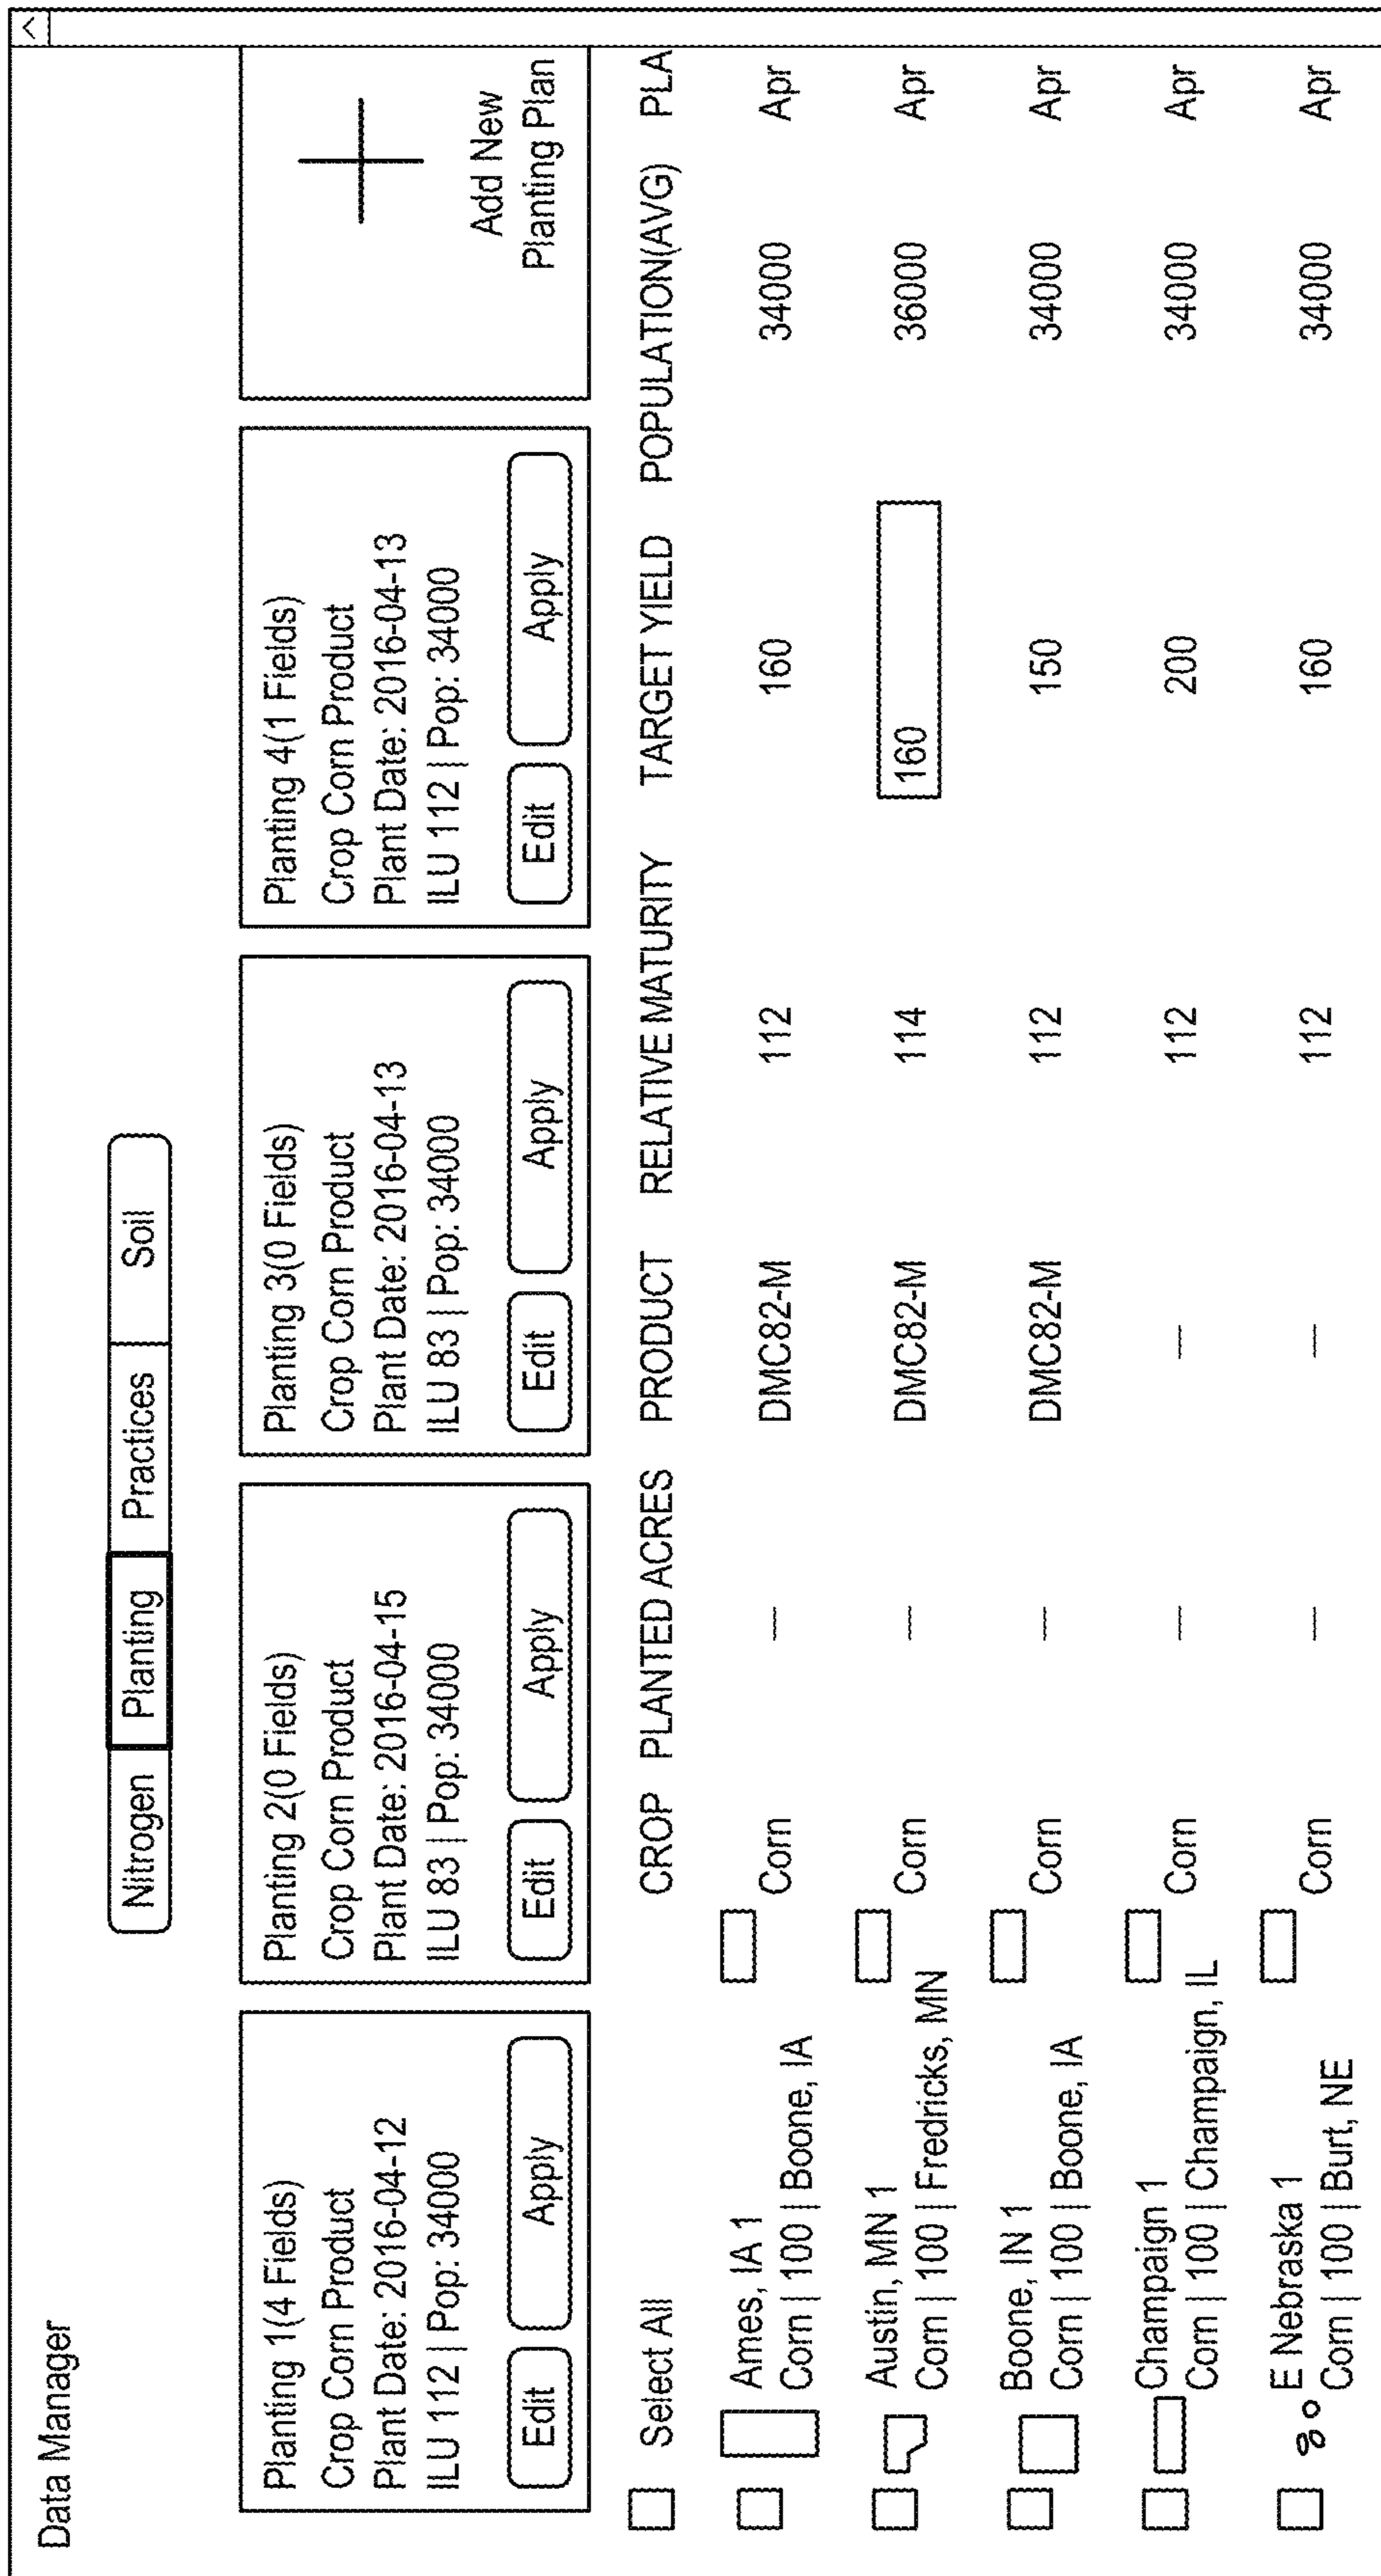 Data Manager
Nitrogen Planting Practices Soil
Planting 1(4 Fields)
Crop Corn Product
Plant Date: 2016-04-12
ILU 112 | Pop: 34000
Edit Apply
Planting 2(0 Fields)
Crop Corn Product
Plant Date: 2016-04-15
ILU 83 | Pop: 34000
Edit Apply
Planting 3(0 Fields)
Crop Corn Product
Plant Date: 2016-04-13
ILU 83 | Pop: 34000
Edit Apply
Planting 4(1 Fields)
Crop Corn Product
Plant Date: 2016-04-13
ILU 112 | Pop: 34000
Edit Apply
Add New
Planting Plan
Select All CROP PLANTED ACRES PRODUCT RELATIVE MATURITY TARGET YIELD POPULATION(AVG) PLA
Ames, IA 1
Corn | 100 | Boone, IA
Corn — DMC82-M 112 160 34000 Apr
Austin, MN 1
Corn | 100 | Fredricks, MN
Corn — DMC82-M 114 160 36000 Apr
Boone, IN 1
Corn | 100 | Boone, IA
Corn — DMC82-M 112 150 34000 Apr
Champaign 1
Corn | 100 | Champaign, IL
Corn — — 112 200 34000 Apr
E Nebraska 1
Corn | 100 | Burt, NE
Corn — — 112 160 34000 Apr